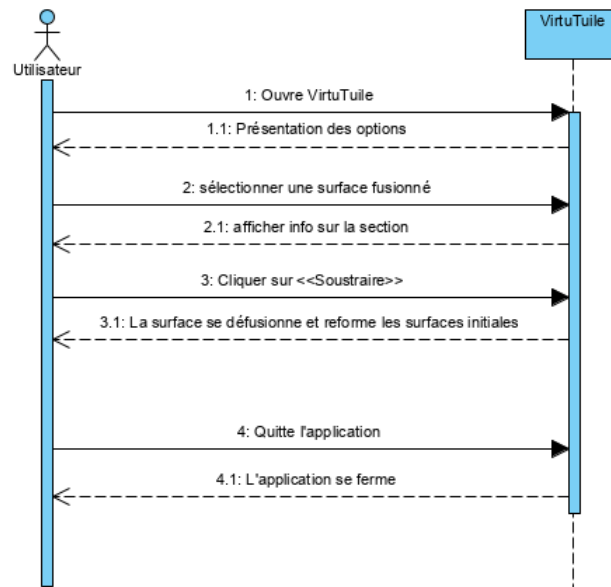 VirtuTuile
Utilisateur
1: Ouvre VirtuTuile
1.1: Présentation des options
2: sélectionner une surface fusionné
2.1: afficher info sur la section
3: Cliquer sur <<Soustraire>>
3.1: La surface se défusionne et reforme les surfaces initiales
4: Quitte l'application
4.1: L'application se ferme